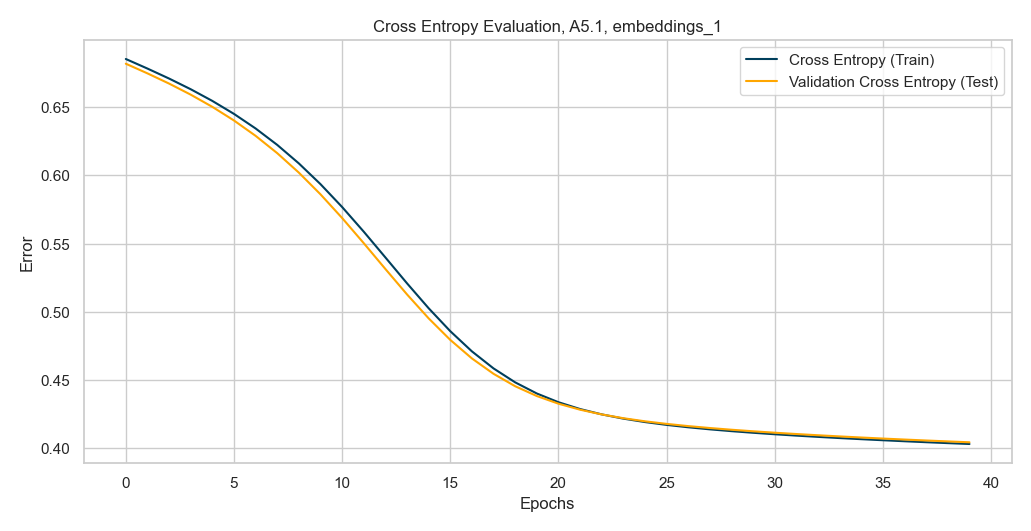 Cross Entropy Evaluation, A5.1, embeddings_1
Cross Entropy (Train)
Validation Cross Entropy (Test)
Error
0.65
0.60
0.55
0.50
0.45
0.40
0 5 10 15 20 25 30 35 40
Epochs